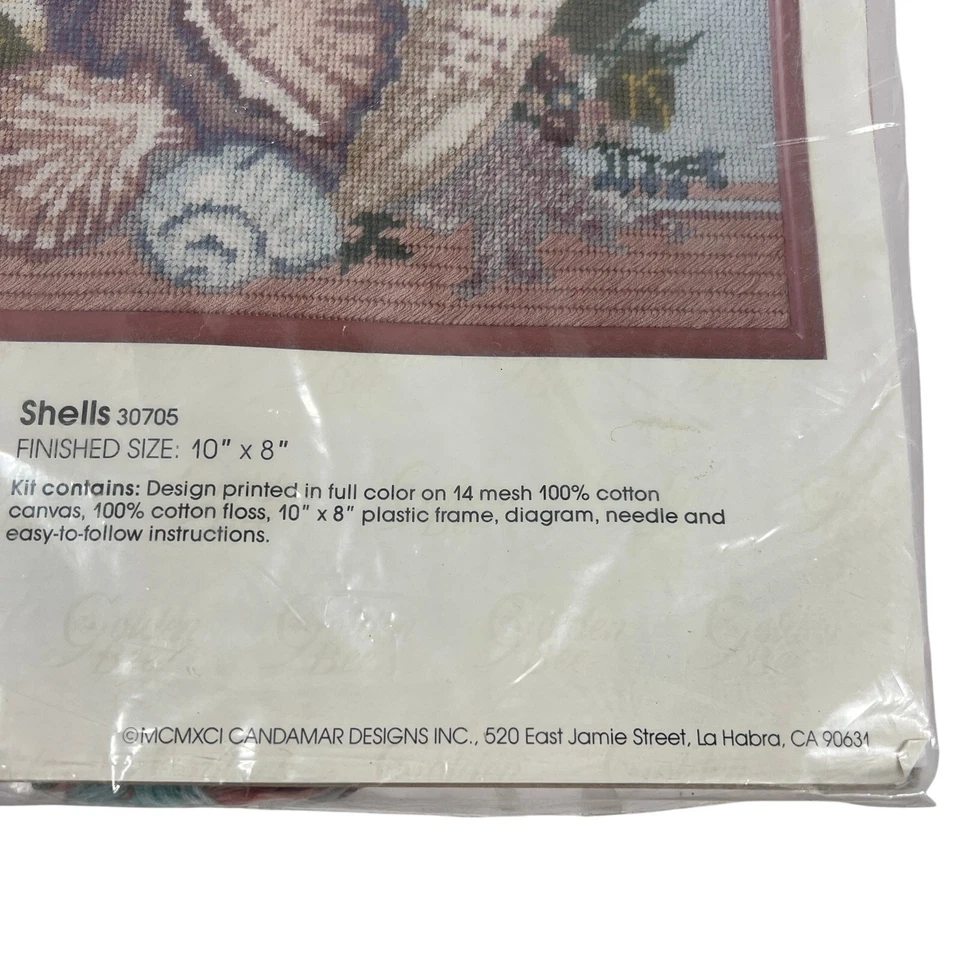 Shells 30705
FINISHED SIZE: 10" x 8"
Kit contains: Design printed in full color on 14 mesh 100% cotton
canvas, 100% cotton floss, 10" x 8" plastic frame, diagram, needle and
easy-to-follow instructions.
©MCMXCI CANDAMAR DESIGNS INC., 520 East Jamie Street, La Habra, CA 90631